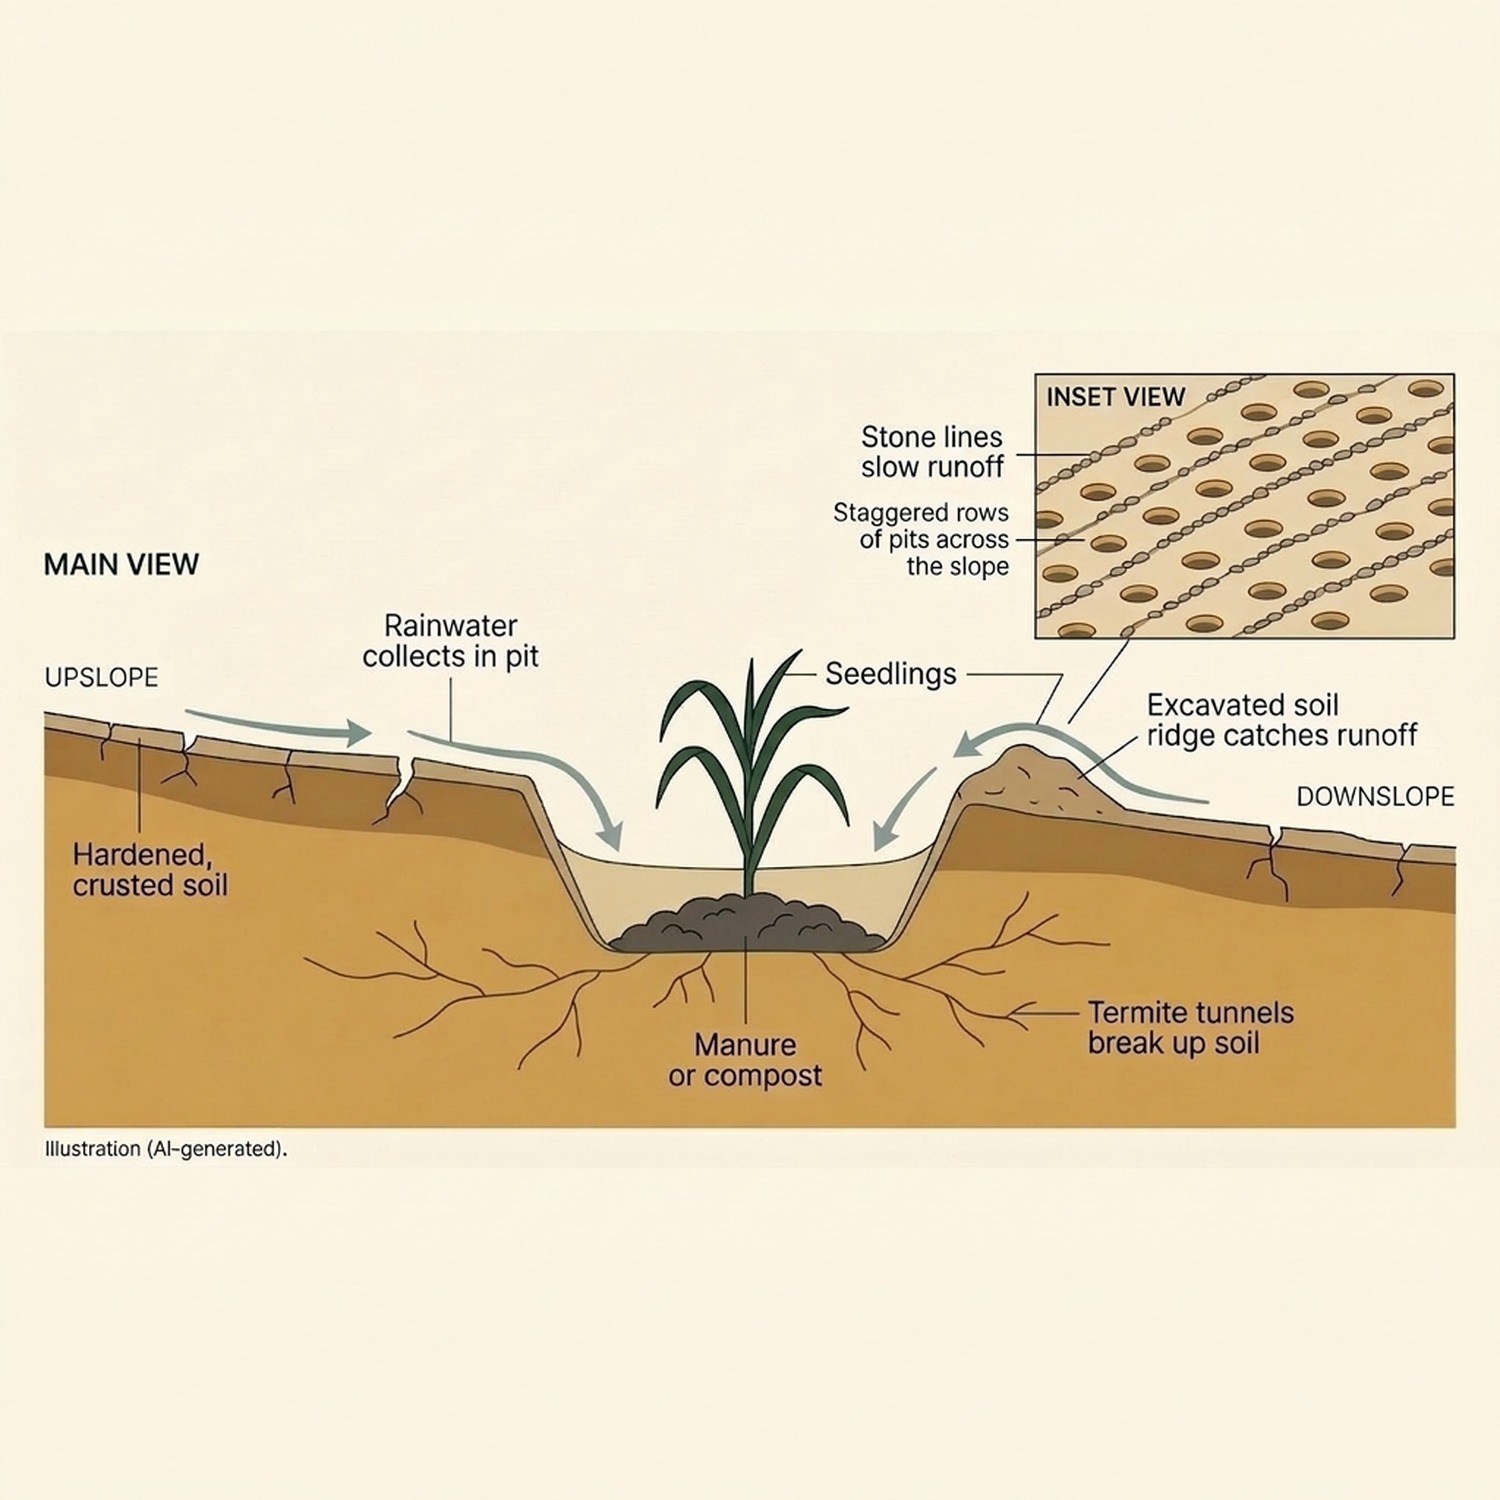 INSET VIEW
Stone lines
slow runoff
Staggered rows
of pits across
the slope
MAIN VIEW
Rainwater
collects in pit
UPSLOPE
Seedlings
Excavated soil
ridge catches runoff
DOWNSLOPE
Hardened,
crusted soil
Termite tunnels
break up soil
Manure
or compost
Illustration (AI-generated).